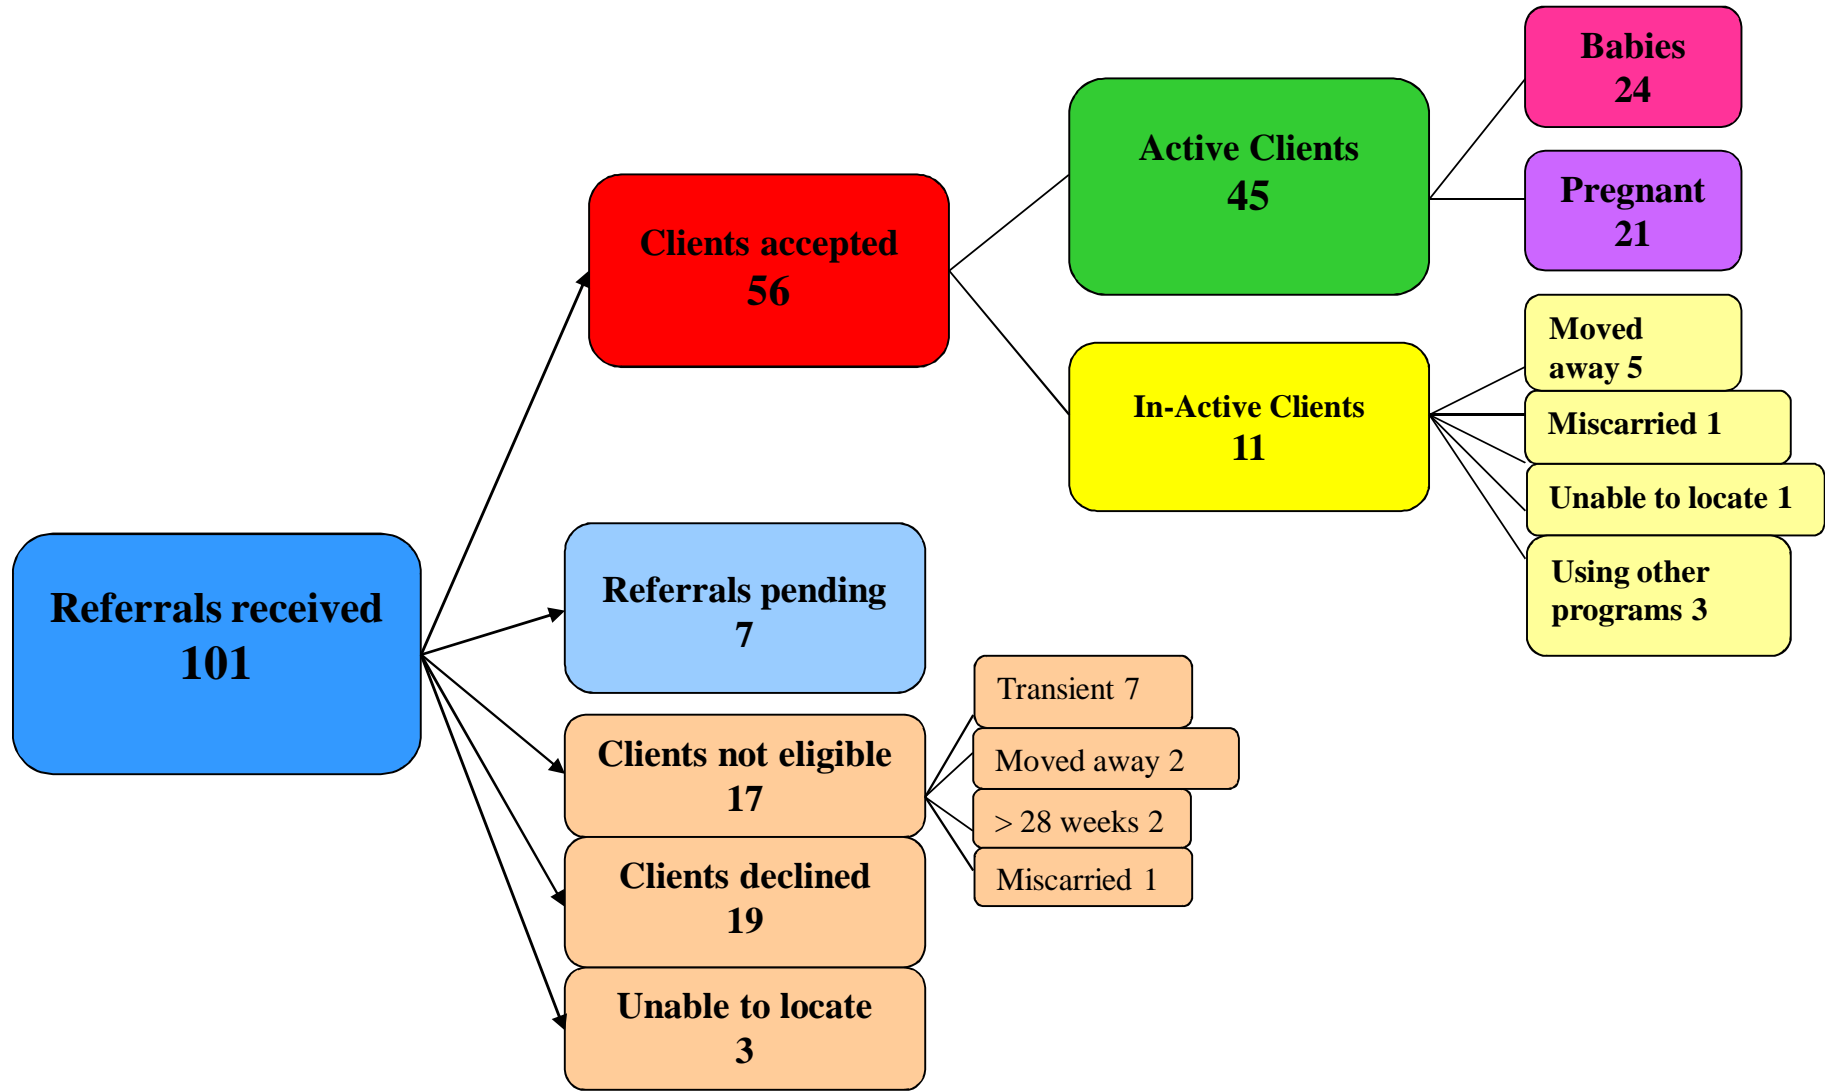 Referrals received
101
Clients accepted
56
Active Clients
45
Babies
24
Pregnant
21
In-Active Clients
11
Moved
away 5
Miscarried 1
Unable to locate 1
Using other
programs 3
Referrals pending
7
Clients not eligible
17
Transient 7
Moved away 2
> 28 weeks 2
Miscarried 1
Clients declined
19
Unable to locate
3